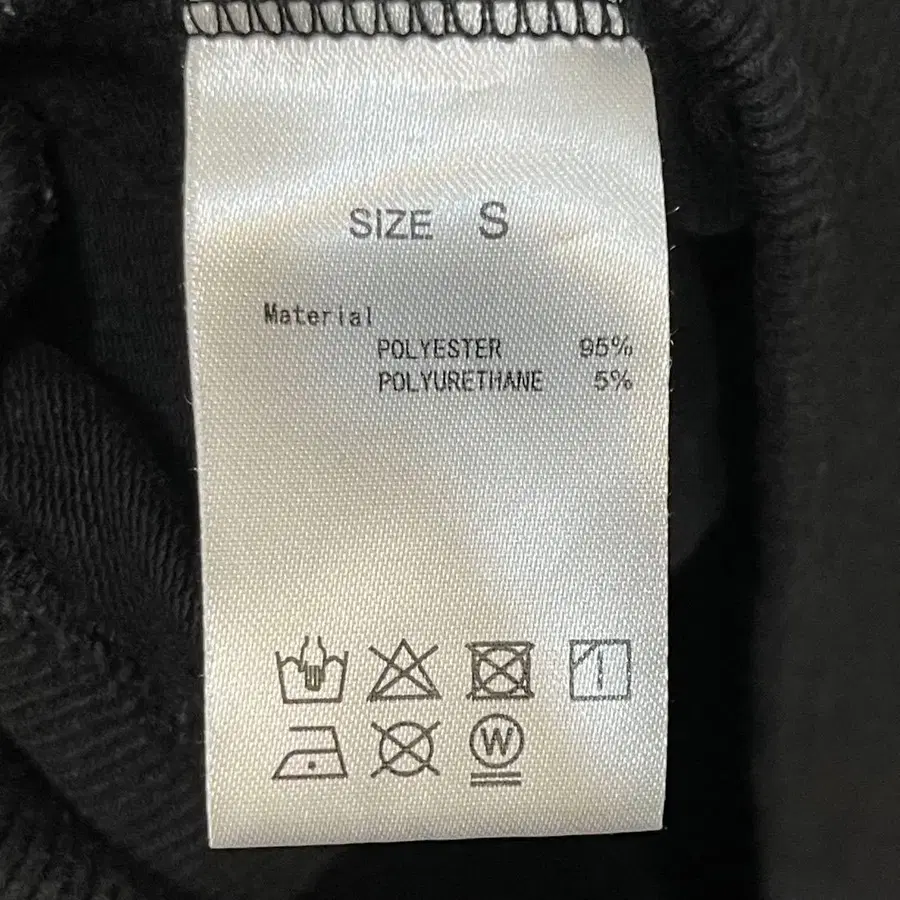 SIZE S
Material
POLYESTER 95%
POLYURETHANE 5%
W